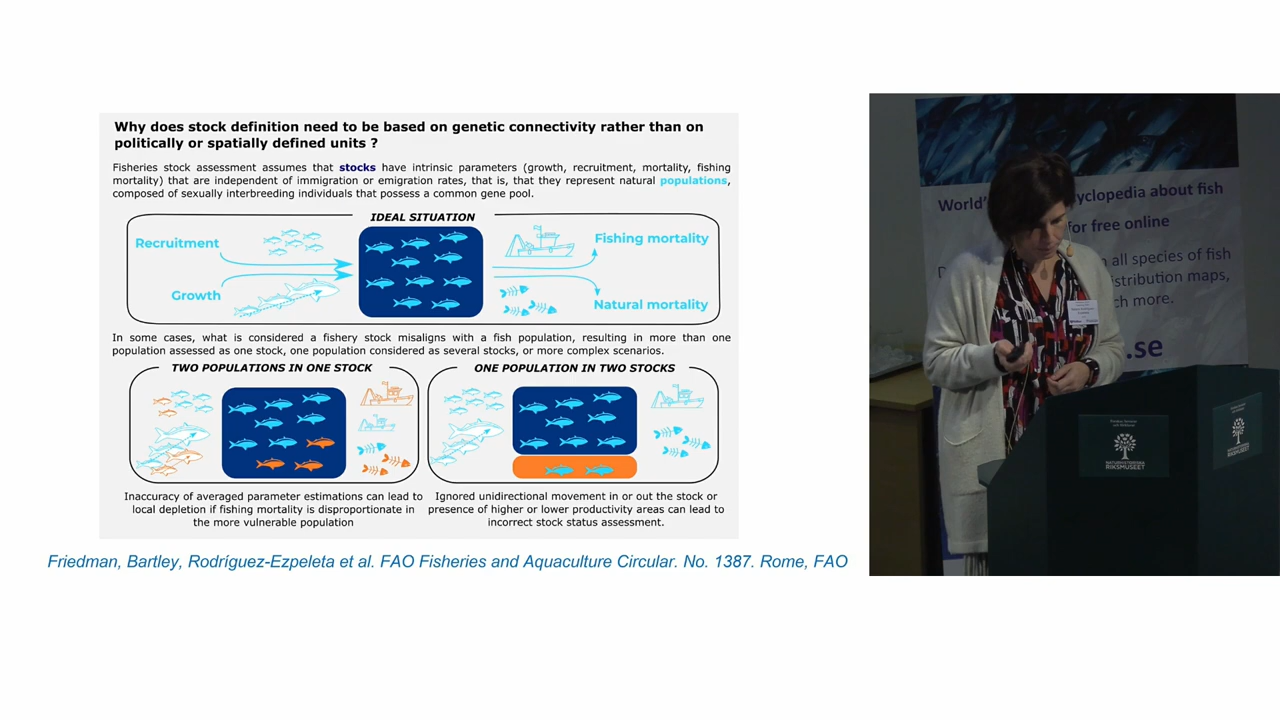 Why does stock definition need to be based on genetic connectivity rather than on
politically or spatially defined units ?
Fisheries stock assessment assumes that stocks have intrinsic parameters (growth, recruitment, mortality, fishing
mortality) that are independent of immigration or emigration rates, that is, that they represent natural populations,
composed of sexually interbreeding individuals that possess a common gene pool.
IDEAL SITUATION
Recruitment
Fishing mortality
Growth
Natural mortality
In some cases, what is considered a fishery stock misaligns with a fish population, resulting in more than one
population assessed as one stock, one population considered as several stocks, or more complex scenarios.
TWO POPULATIONS IN ONE STOCK
ONE POPULATION IN TWO STOCKS
Inaccuracy of averaged parameter estimations can lead to
local depletion if fishing mortality is disproportionate in
the more vulnerable population
Ignored unidirectional movement in or out the stock or
presence of higher or lower productivity areas can lead to
incorrect stock status assessment.
Friedman, Bartley, Rodríguez-Ezpeleta et al. FAO Fisheries and Aquaculture Circular. No. 1387. Rome, FAO
World's
cyclopedia about fish
for free online
all species of fish
istribution maps,
ch more.
.se
NATURHISTORISKA
RIKSMUSEET